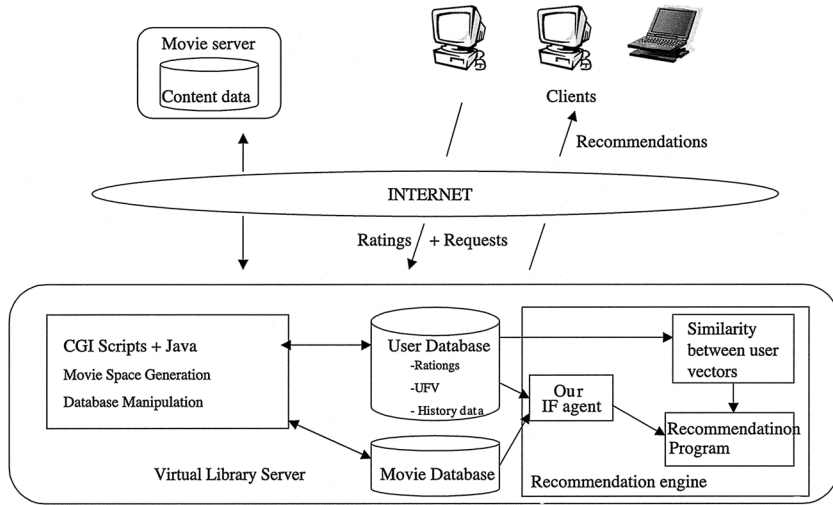 Movie server
Content data
Clients
Recommendations
INTERNET
Ratings + Requests
CGI Scripts + Java
Movie Space Generation
Database Manipulation
User Database
-Rationgs
-UFV
- History data
Movie Database
Virtual Library Server
Our
IF agent
Similarity
between user
vectors
Recommendatinon
Program
Recommendation engine